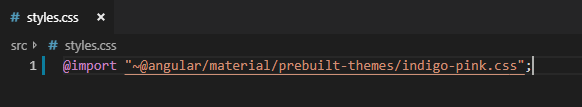 # styles.css ×
src > # styles.css
1 @import "~@angular/material/prebuilt-themes/indigo-pink.css";